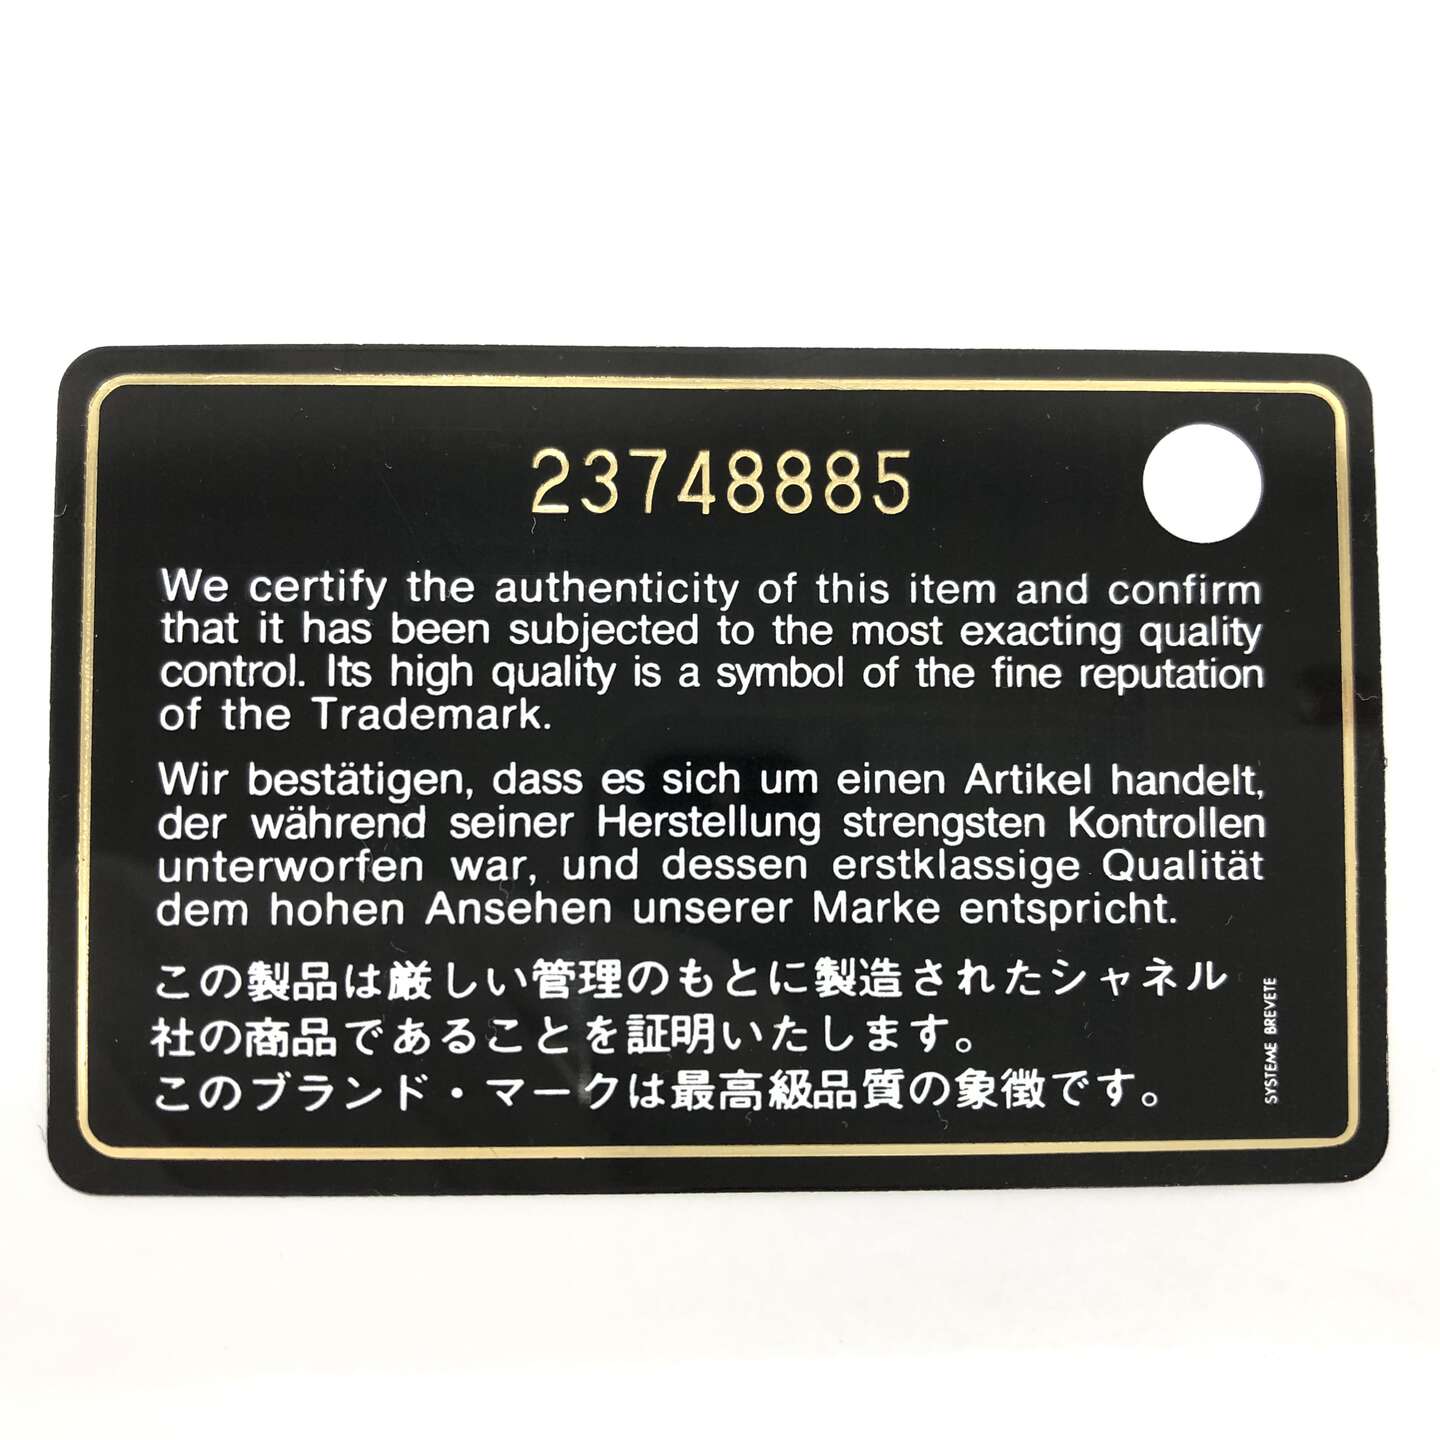 23748885
We certify the authenticity of this item and confirm
that it has been subjected to the most exacting quality
control. Its high quality is a symbol of the fine reputation
of the Trademark.
Wir bestätigen, dass es sich um einen Artikel handelt,
der während seiner Herstellung strengsten Kontrollen
unterworfen war, und dessen erstklassige Qualität
dem hohen Ansehen unserer Marke entspricht.
この製品は厳しい管理のもとに製造されたシャネル
社の商品であることを証明いたします。
このブランド・マークは最高級品質の象徴です。
SYSTEME BREVETE